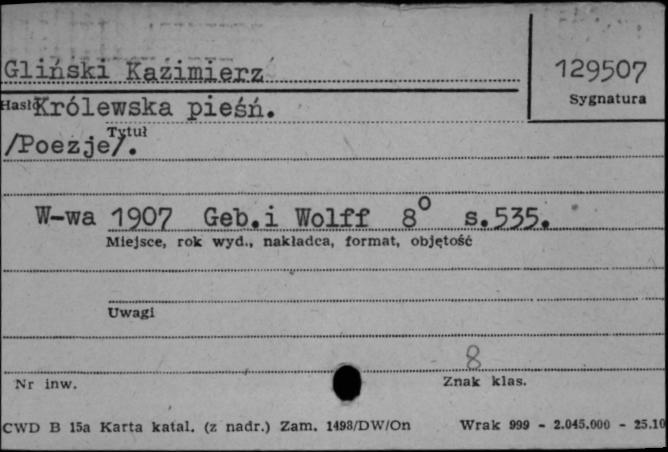 Gliński Kazimierz
129507
Hasło
Sygnatura
Królewska pieśń.
Tytuł
/Poezje/.
W-wa 1907 Geb.i Wolff 8° s.535.
Miejsce, rok wyd., nakładca, format, objętość
Uwagi
8
Nr inw.
Znak klas.
CWD B 15a Karta katal. (z nadr.) Zam. 1498/DW/On
Wrak 999 - 2.045.000 - 25.10